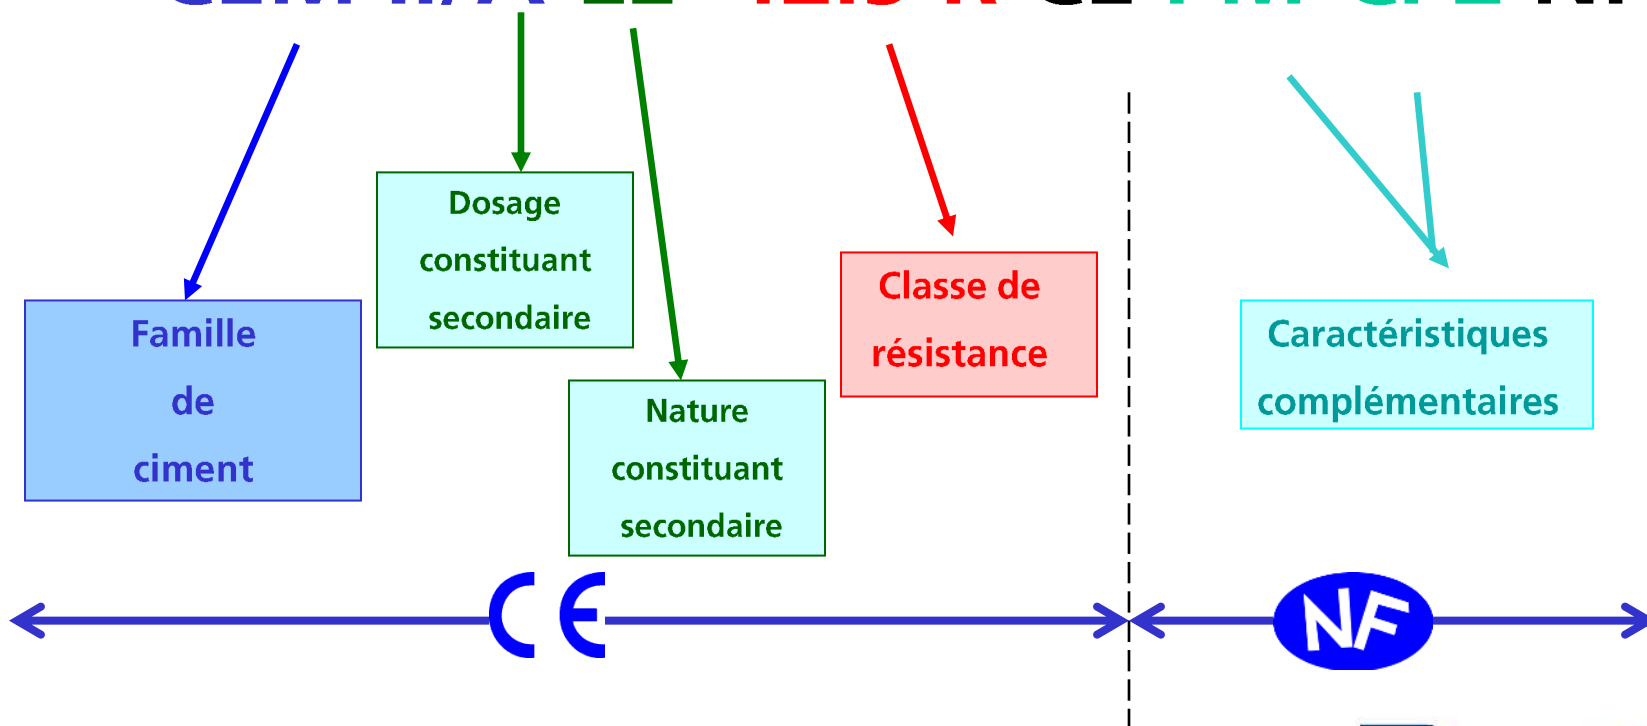 Dosage
constituant
secondaire
Famille
de
ciment
Classe de
résistance
Caractéristiques
complémentaires
Nature
constituant
secondaire
CE
NF